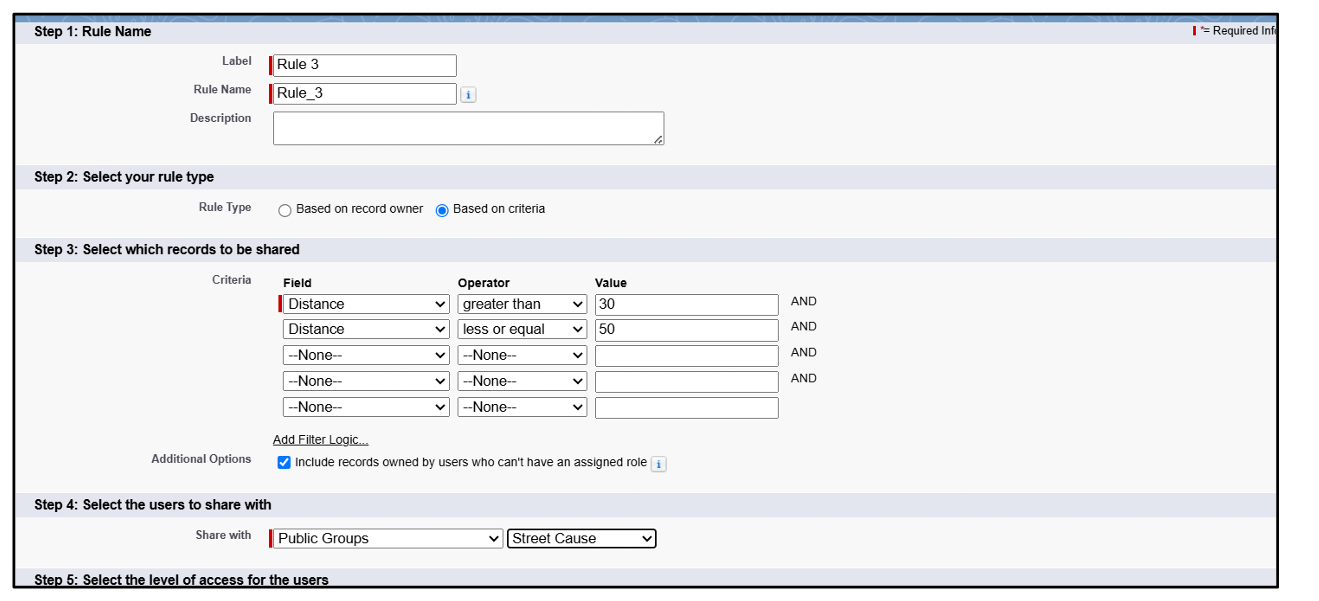 Step 1: Rule Name
*= Required Info
Label Rule 3
Rule Name Rule_3 i
Description
Step 2: Select your rule type
Rule Type Based on record owner Based on criteria
Step 3: Select which records to be shared
Criteria Field Operator Value
Distance greater than 30 AND
Distance less or equal 50 AND
--None-- --None-- AND
--None-- --None-- AND
--None-- --None--
Add Filter Logic...
Additional Options Include records owned by users who can't have an assigned role i
Step 4: Select the users to share with
Share with Public Groups Street Cause
Step 5: Select the level of access for the users